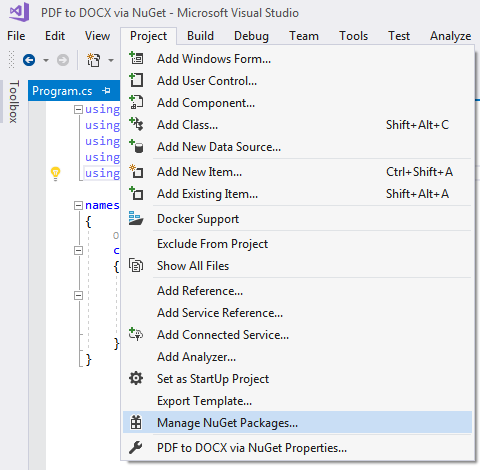 PDF to DOCX via NuGet - Microsoft Visual Studio
File Edit View Project Build Debug Team Tools Test Analyze
Toolbox
Program.cs
Add Windows Form...
Add User Control...
Add Component...
Add Class... Shift+Alt+C
Add New Data Source...
Add New Item... Ctrl+Shift+A
Add Existing Item... Shift+Alt+A
Docker Support
Exclude From Project
Show All Files
Add Reference...
Add Service Reference...
Add Connected Service...
Add Analyzer...
Set as StartUp Project
Export Template...
Manage NuGet Packages...
PDF to DOCX via NuGet Properties...
using
using
using
using
using
names
{
0
c
{
}
}